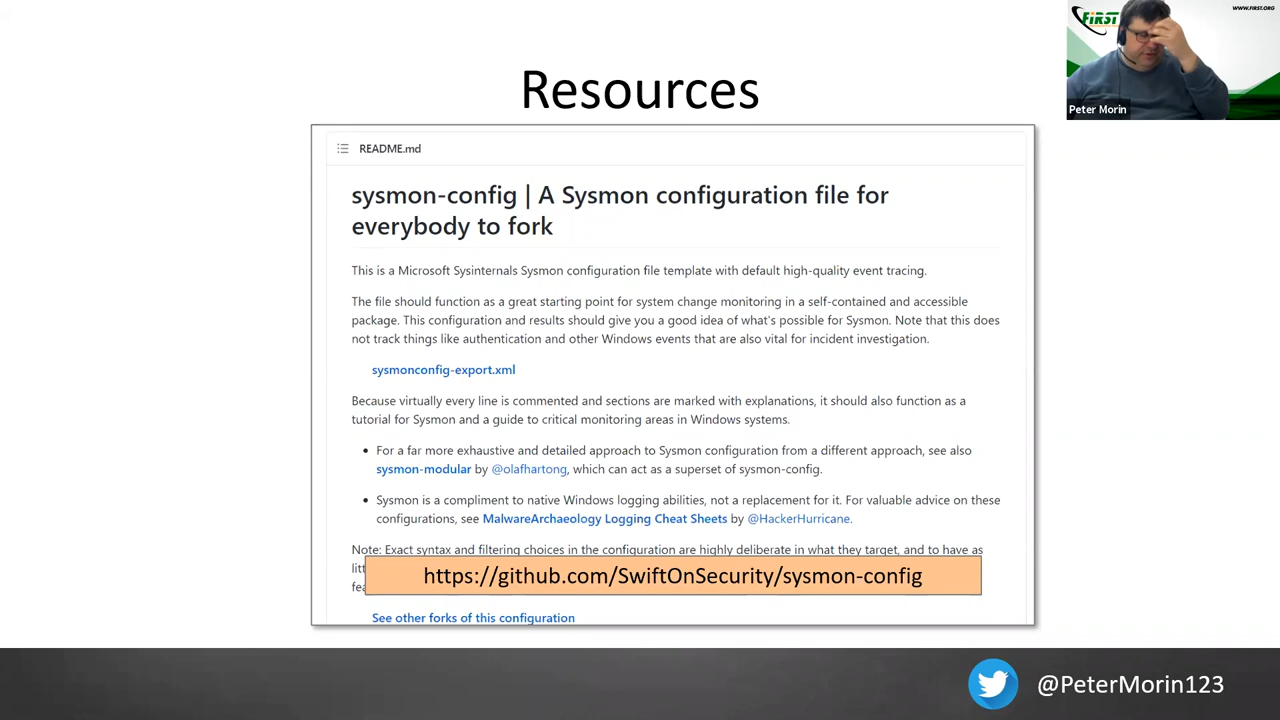 FiRST
WWW.FIRST.ORG
Peter Morin
Resources
README.md
sysmon-config | A Sysmon configuration file for
everybody to fork
This is a Microsoft Sysinternals Sysmon configuration file template with default high-quality event tracing.
The file should function as a great starting point for system change monitoring in a self-contained and accessible
package. This configuration and results should give you a good idea of what's possible for Sysmon. Note that this does
not track things like authentication and other Windows events that are also vital for incident investigation.
sysmonconfig-export.xml
Because virtually every line is commented and sections are marked with explanations, it should also function as a
tutorial for Sysmon and a guide to critical monitoring areas in Windows systems.
• For a far more exhaustive and detailed approach to Sysmon configuration from a different approach, see also
sysmon-modular by @olafhartong, which can act as a superset of sysmon-config.
• Sysmon is a compliment to native Windows logging abilities, not a replacement for it. For valuable advice on these
configurations, see MalwareArchaeology Logging Cheat Sheets by @HackerHurricane.
Note: Exact syntax and filtering choices in the configuration are highly deliberate in what they target, and to have as
https://github.com/SwiftOnSecurity/sysmon-config
See other forks of this configuration
@PeterMorin123